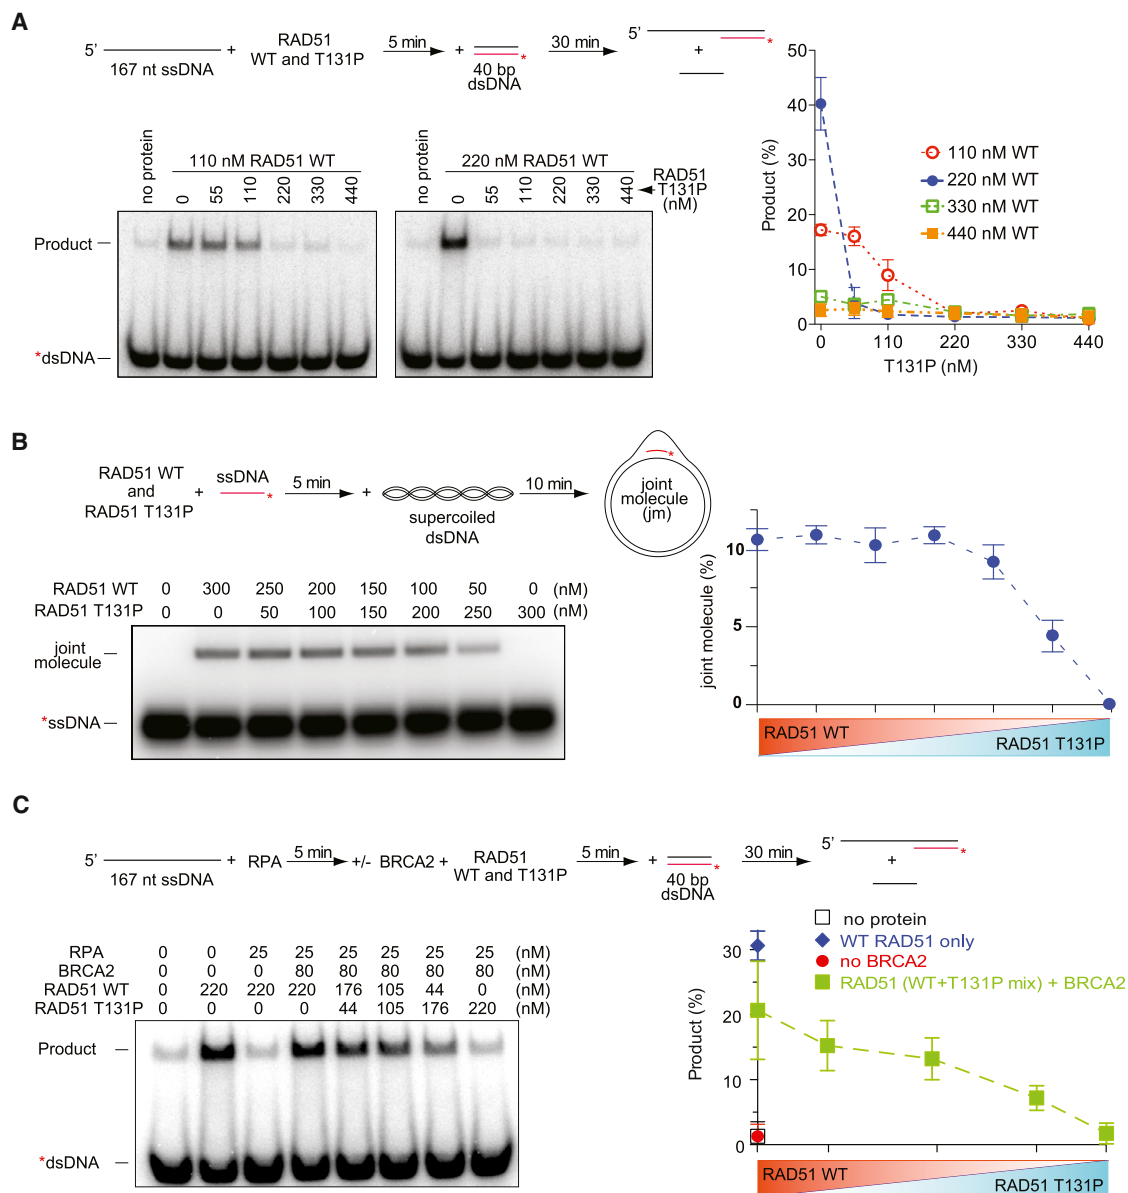 A
5’
167 nt ssDNA
+
RAD51
WT and T131P
5 min
+
40 bp
dsDNA
*
30 min
5’
*
+
no protein
110 nM RAD51 WT
0 55 110 220 330 440
no protein
220 nM RAD51 WT
0 55 110 220 330 440
RAD51
T131P
(nM)
Product
*dsDNA
Product (%)
50
40
30
20
10
0
0 110 220 330 440
T131P (nM)
110 nM WT
220 nM WT
330 nM WT
440 nM WT
B
RAD51 WT
and
RAD51 T131P
+
ssDNA
*
5 min
+
supercoiled
dsDNA
10 min
*
joint
molecule
(jm)
RAD51 WT 0 300 250 200 150 100 50 0 (nM)
RAD51 T131P 0 0 50 100 150 200 250 300 (nM)
joint
molecule
*ssDNA
joint molecule (%)
10
5
0
RAD51 WT
RAD51 T131P
C
5’
167 nt ssDNA
+ RPA
5 min
+/- BRCA2 +
RAD51
WT and T131P
5 min
+
40 bp
dsDNA
*
30 min
5’
*
+
RPA 0 0 25 25 25 25 25 25 (nM)
BRCA2 0 0 0 80 80 80 80 80 (nM)
RAD51 WT 0 220 220 220 176 105 44 0 (nM)
RAD51 T131P 0 0 0 0 44 105 176 220 (nM)
Product
*dsDNA
no protein
WT RAD51 only
no BRCA2
RAD51 (WT+T131P mix) + BRCA2
Product (%)
30
20
10
0
RAD51 WT
RAD51 T131P